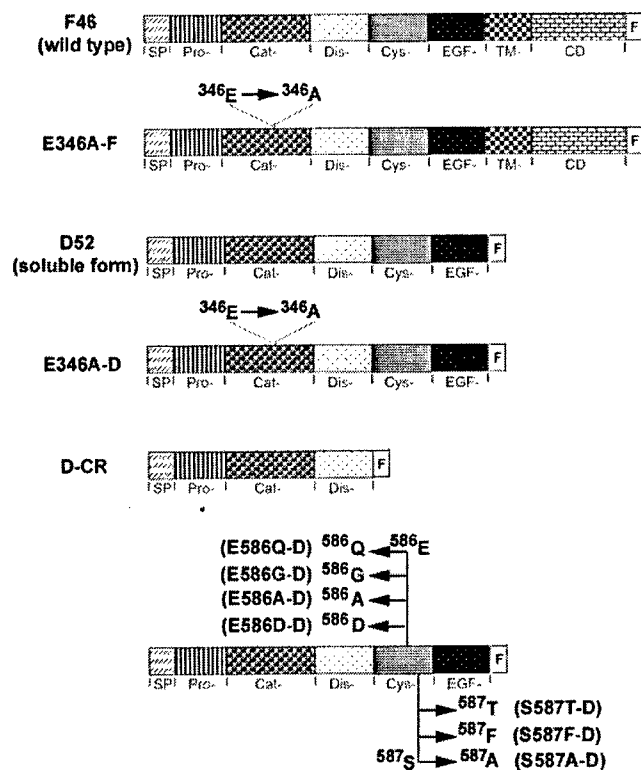 F46
(wild type)
F
SP Pro- Cat- Dis- Cys- EGF- TM- CD
346E 346A
E346A-F
F
SP Pro- Cat- Dis- Cys- EGF- TM- CD
D52
(soluble form)
F
SP Pro- Cat- Dis- Cys- EGF-
346E 346A
E346A-D
F
SP Pro- Cat- Dis- Cys- EGF-
D-CR
F
SP Pro- Cat- Dis-
(E586Q-D) 586Q 586E
(E586G-D) 586G
(E586A-D) 586A
(E586D-D) 586D
F
SP Pro- Cat- Dis- Cys- EGF-
587T (S587T-D)
587F (S587F-D)
587S 587A (S587A-D)